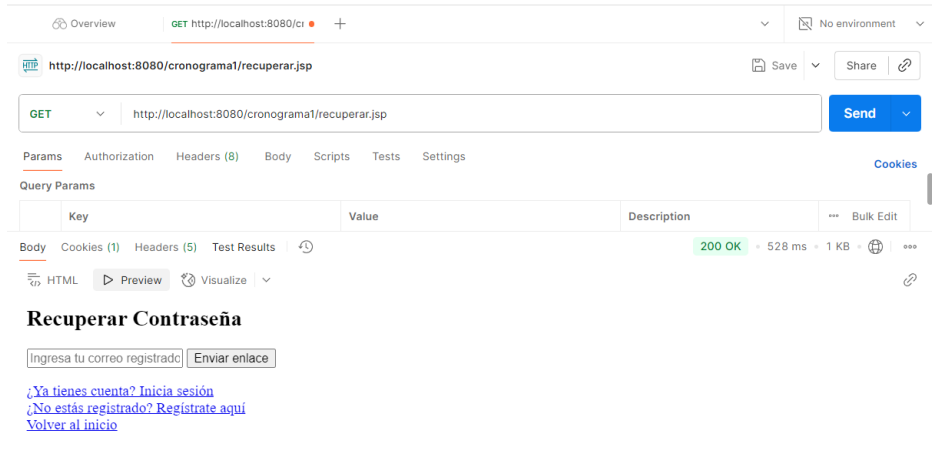 Overview GET http://localhost:8080/cr No environment
HTTP http://localhost:8080/cronograma1/recuperar.jsp Save Share
GET http://localhost:8080/cronograma1/recuperar.jsp Send
Params Authorization Headers (8) Body Scripts Tests Settings Cookies
Query Params
Key Value Description Bulk Edit
Body Cookies (1) Headers (5) Test Results 200 OK 528 ms 1 KB
HTML Preview Visualize
Recuperar Contraseña
Ingresa tu correo registrado Enviar enlace
¿Ya tienes cuenta? Inicia sesión
¿No estás registrado? Regístrate aquí
Volver al inicio